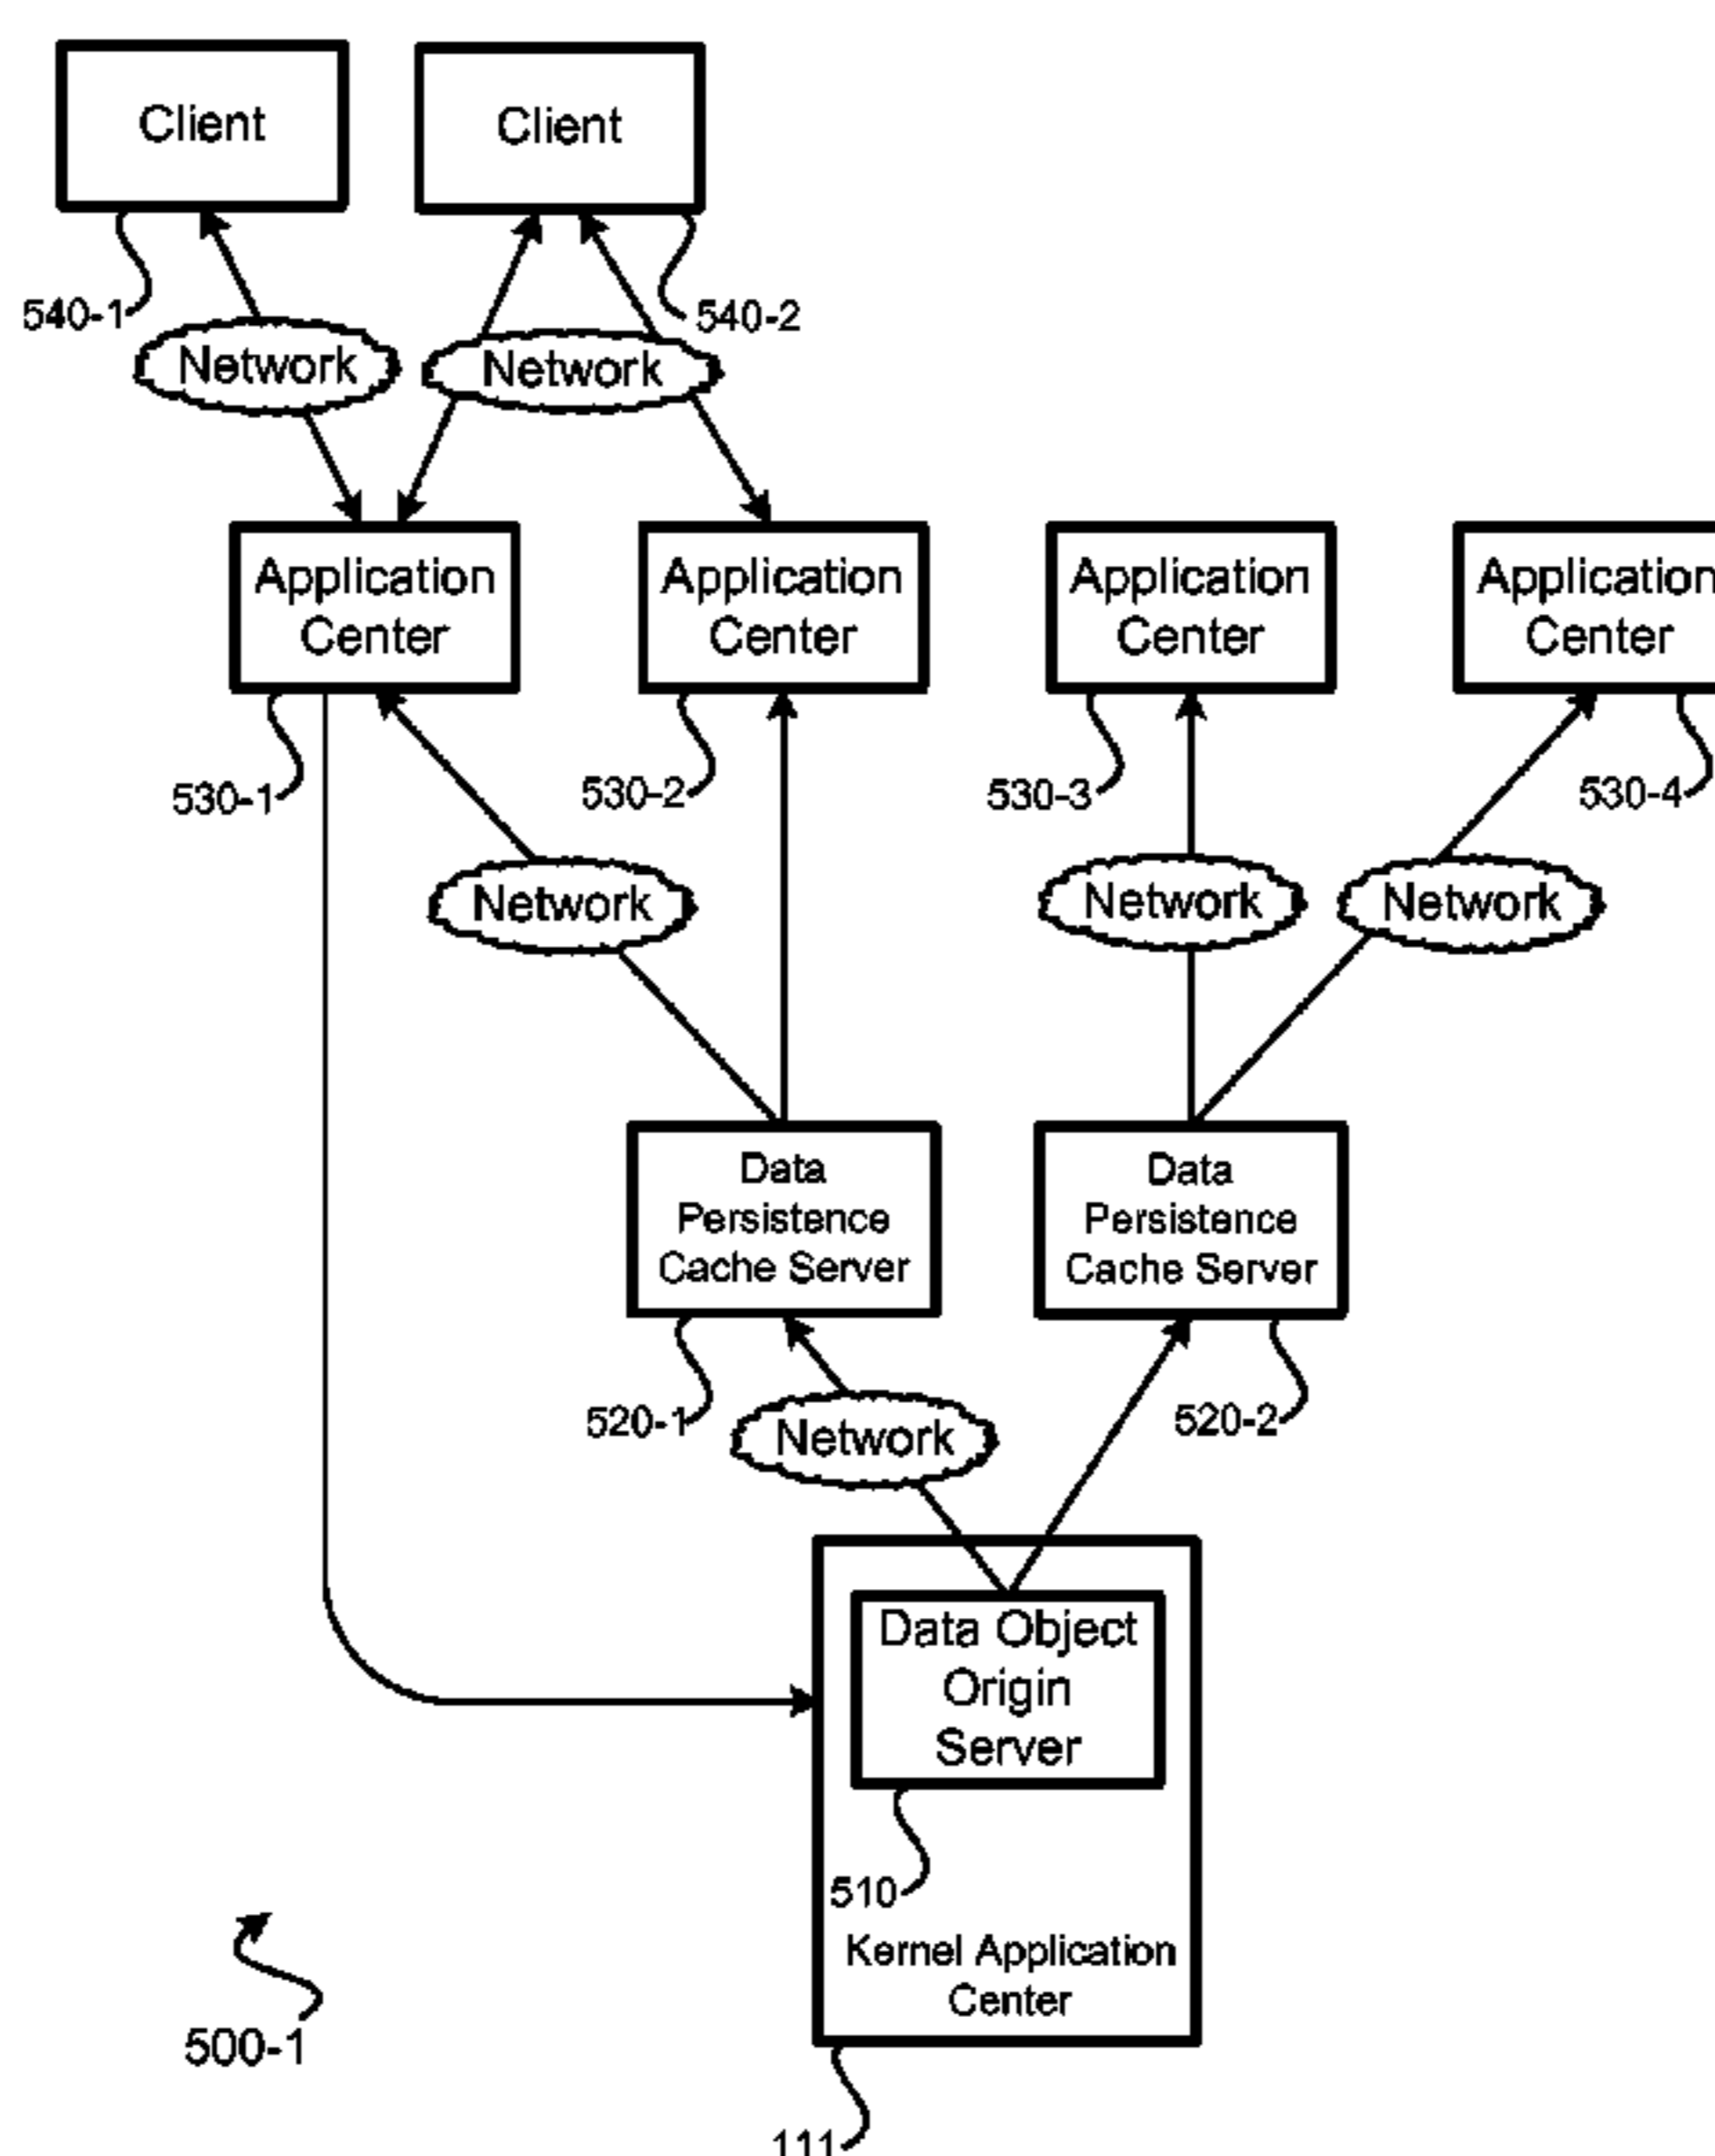 Client
Client
540-1
540-2
Network
Network
Application
Center
Application
Center
Application
Center
Application
Center
530-1
530-2
530-3
530-4
Network
Network
Network
Data
Persistence
Cache Server
Data
Persistence
Cache Server
520-1
520-2
Network
Data Object
Origin
Server
510
Kernel Application
Center
500-1
111